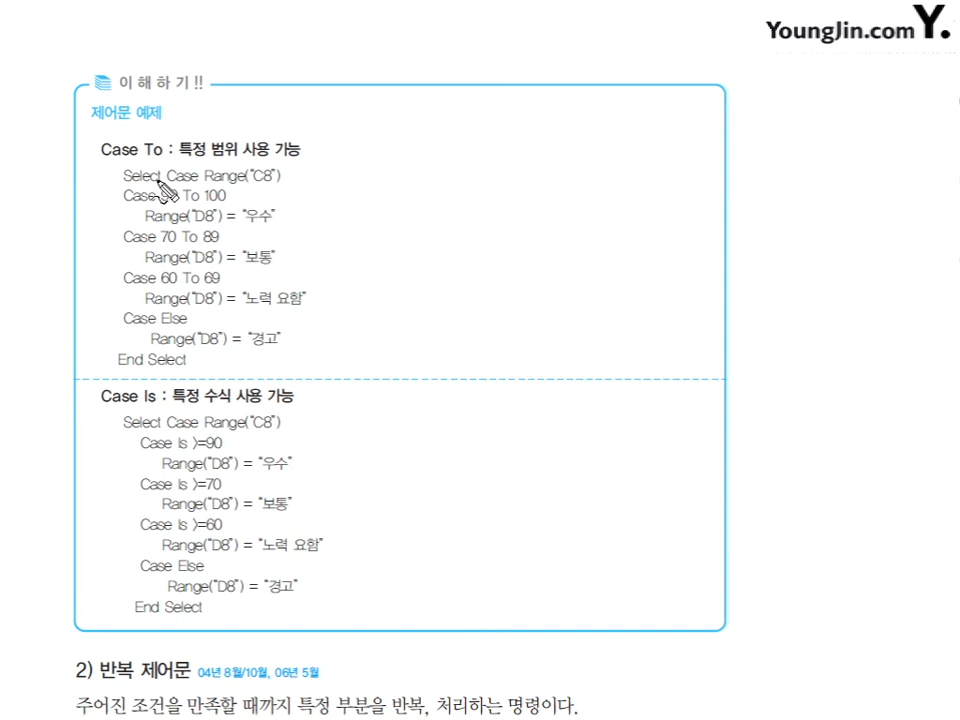 YoungJin.com Y.
이해하기!!
제어문 예제
Case To : 특정 범위 사용 가능
Select Case Range("C8")
Case To 100
Range("D8") = "우수"
Case 70 To 89
Range("D8") = "보통"
Case 60 To 69
Range("D8") = "노력 요함"
Case Else
Range("D8") = "경고"
End Select
Case Is : 특정 수식 사용 가능
Select Case Range("C8")
Case Is >=90
Range("D8") = "우수"
Case Is >=70
Range("D8") = "보통"
Case Is >=60
Range("D8") = "노력 요함"
Case Else
Range("D8") = "경고"
End Select
2) 반복 제어문 04년 8월/10월, 06년 5월
주어진 조건을 만족할 때까지 특정 부분을 반복, 처리하는 명령이다.